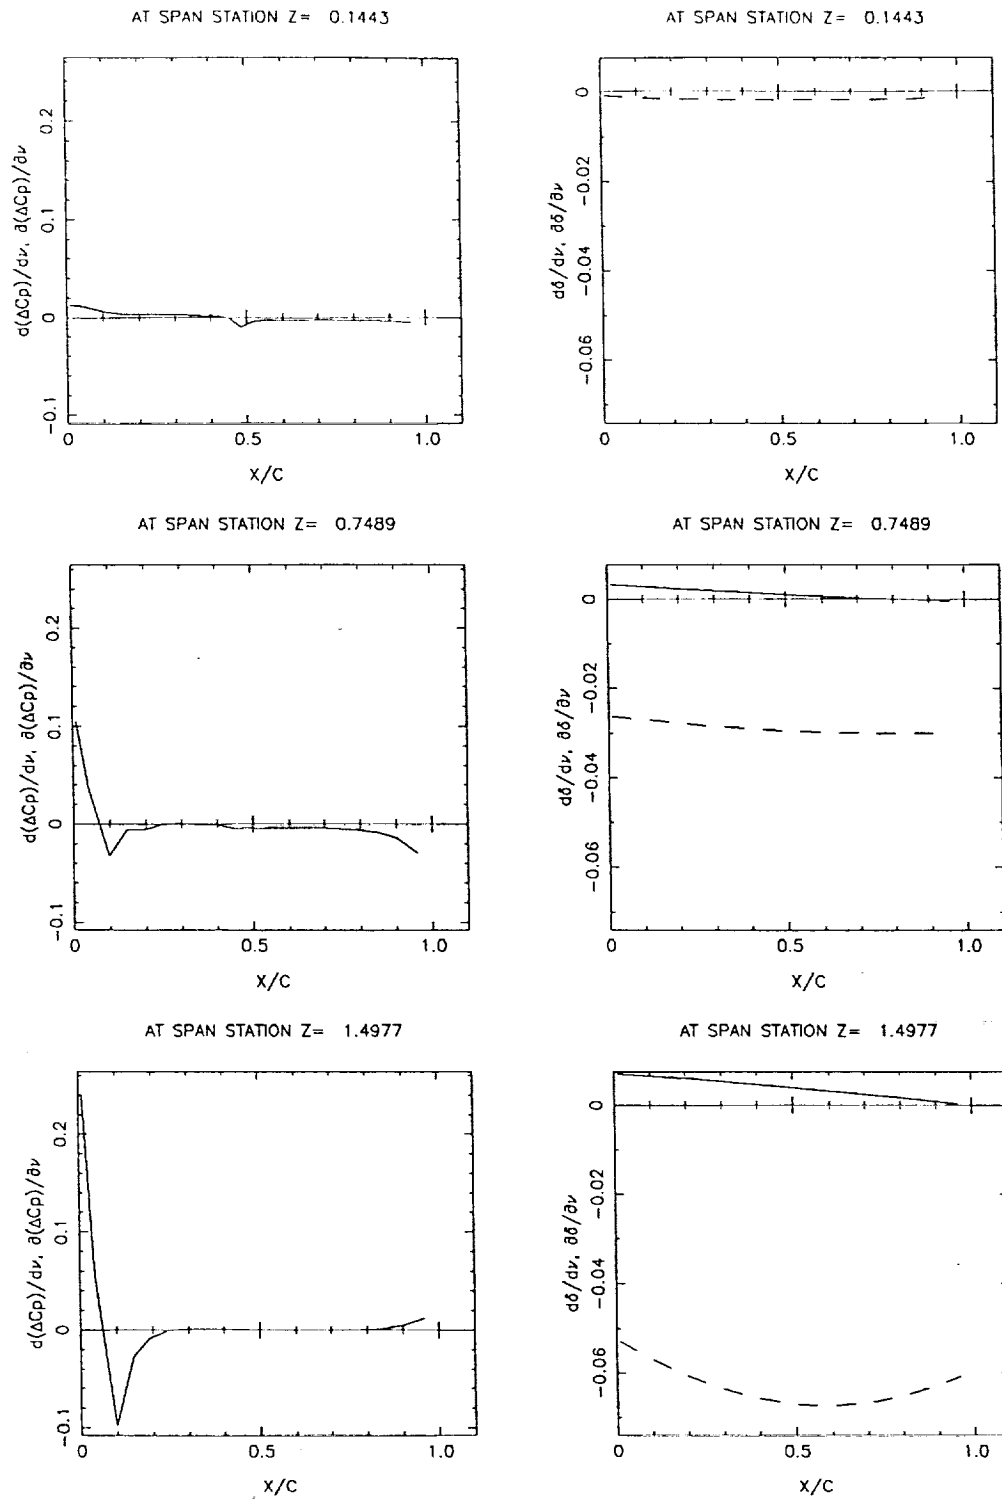 AT SPAN STATION Z= 0.1443
d(ΔCp)/dν, ∂(ΔCp)/∂ν
0.2
0.1
0
-0.1
0
0.5
1.0
X/C
AT SPAN STATION Z= 0.1443
dδ/dν, ∂δ/∂ν
0
-0.02
-0.04
-0.06
0
0.5
1.0
X/C
AT SPAN STATION Z= 0.7489
d(ΔCp)/dν, ∂(ΔCp)/∂ν
0.2
0.1
0
-0.1
0
0.5
1.0
X/C
AT SPAN STATION Z= 0.7489
dδ/dν, ∂δ/∂ν
0
-0.02
-0.04
-0.06
0
0.5
1.0
X/C
AT SPAN STATION Z= 1.4977
d(ΔCp)/dν, ∂(ΔCp)/∂ν
0.2
0.1
0
-0.1
0
0.5
1.0
X/C
AT SPAN STATION Z= 1.4977
dδ/dν, ∂δ/∂ν
0
-0.02
-0.04
-0.06
0
0.5
1.0
X/C